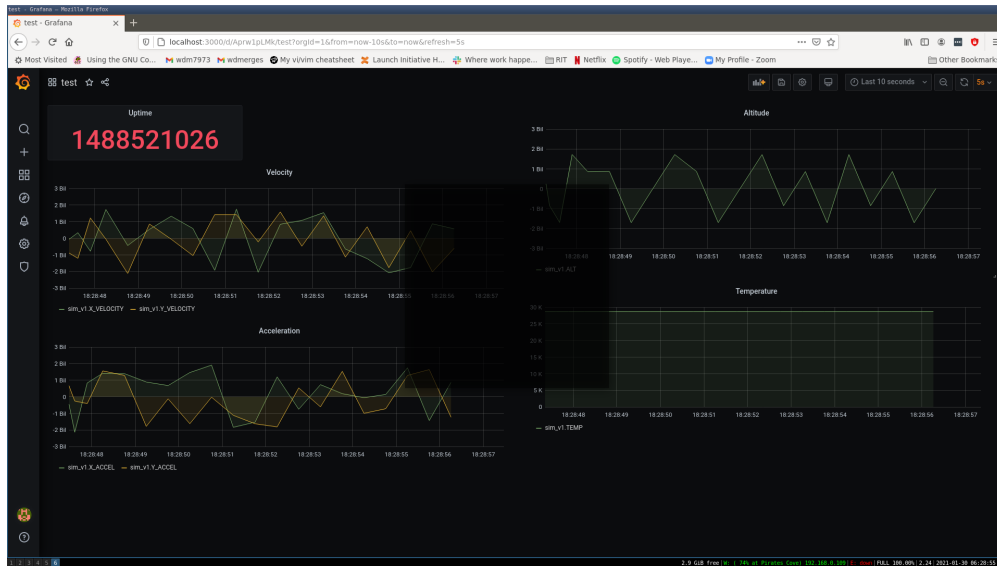 test - Grafana - Mozilla Firefox
test - Grafana × +
localhost:3000/d/Aprw1pLMk/test?orgId=1&from=now-10s&to=now&refresh=5s
Most Visited Using the GNU Co... wdm7973 wdmerges My vi/vim cheatsheet Launch Initiative H... Where work happe... RIT Netflix Spotify - Web Playe... My Profile - Zoom Other Bookmarks
test Last 10 seconds 5s
Uptime
1488521026
Velocity
3 Bil
2 Bil
1 Bil
0
-1 Bil
-2 Bil
-3 Bil
18:28:48 18:28:49 18:28:50 18:28:51 18:28:52 18:28:53 18:28:54 18:28:55 18:28:56 18:28:57
sim_v1.X_VELOCITY sim_v1.Y_VELOCITY
Acceleration
3 Bil
2 Bil
1 Bil
0
-1 Bil
-2 Bil
-3 Bil
18:28:48 18:28:49 18:28:50 18:28:51 18:28:52 18:28:53 18:28:54 18:28:55 18:28:56 18:28:57
sim_v1.X_ACCEL sim_v1.Y_ACCEL
Altitude
3 Bil
2 Bil
1 Bil
0
-1 Bil
-2 Bil
-3 Bil
18:28:48 18:28:49 18:28:50 18:28:51 18:28:52 18:28:53 18:28:54 18:28:55 18:28:56 18:28:57
sim_v1.ALT
Temperature
30 K
25 K
20 K
15 K
10 K
5 K
0
18:28:48 18:28:49 18:28:50 18:28:51 18:28:52 18:28:53 18:28:54 18:28:55 18:28:56 18:28:57
sim_v1.TEMP
1 2 3 4 5 6 2.9 GiB free W: ( 74% at Pirates Cove) 192.168.0.109 E: down FULL 100.00% 2.24 2021-01-30 06:28:55